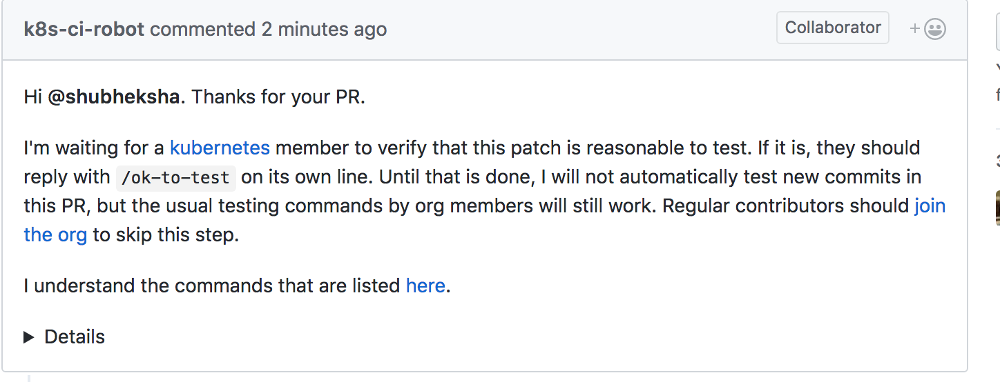 k8s-ci-robot commented 2 minutes ago
Collaborator
+
Hi @shubheksha. Thanks for your PR.
I'm waiting for a kubernetes member to verify that this patch is reasonable to test. If it is, they should
reply with /ok-to-test on its own line. Until that is done, I will not automatically test new commits in
this PR, but the usual testing commands by org members will still work. Regular contributors should join
the org to skip this step.
I understand the commands that are listed here.
Details